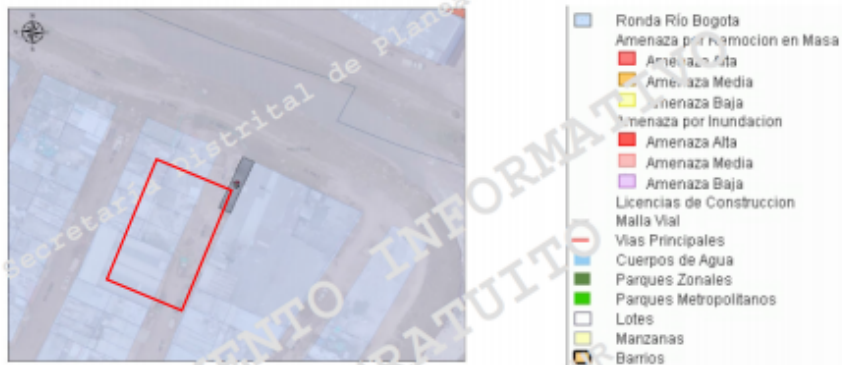 Ronda Río Bogota
Amenaza por Remocion en Masa
Amenaza Alta
Amenaza Media
Amenaza Baja
Amenaza por Inundacion
Amenaza Alta
Amenaza Media
Amenaza Baja
Licencias de Construccion
Malla Vial
Vias Principales
Cuerpos de Agua
Parques Zonales
Parques Metropolitanos
Lotes
Manzanas
Barrios
Secretaría Distrital de
INFORMATIVO
GRATUITO